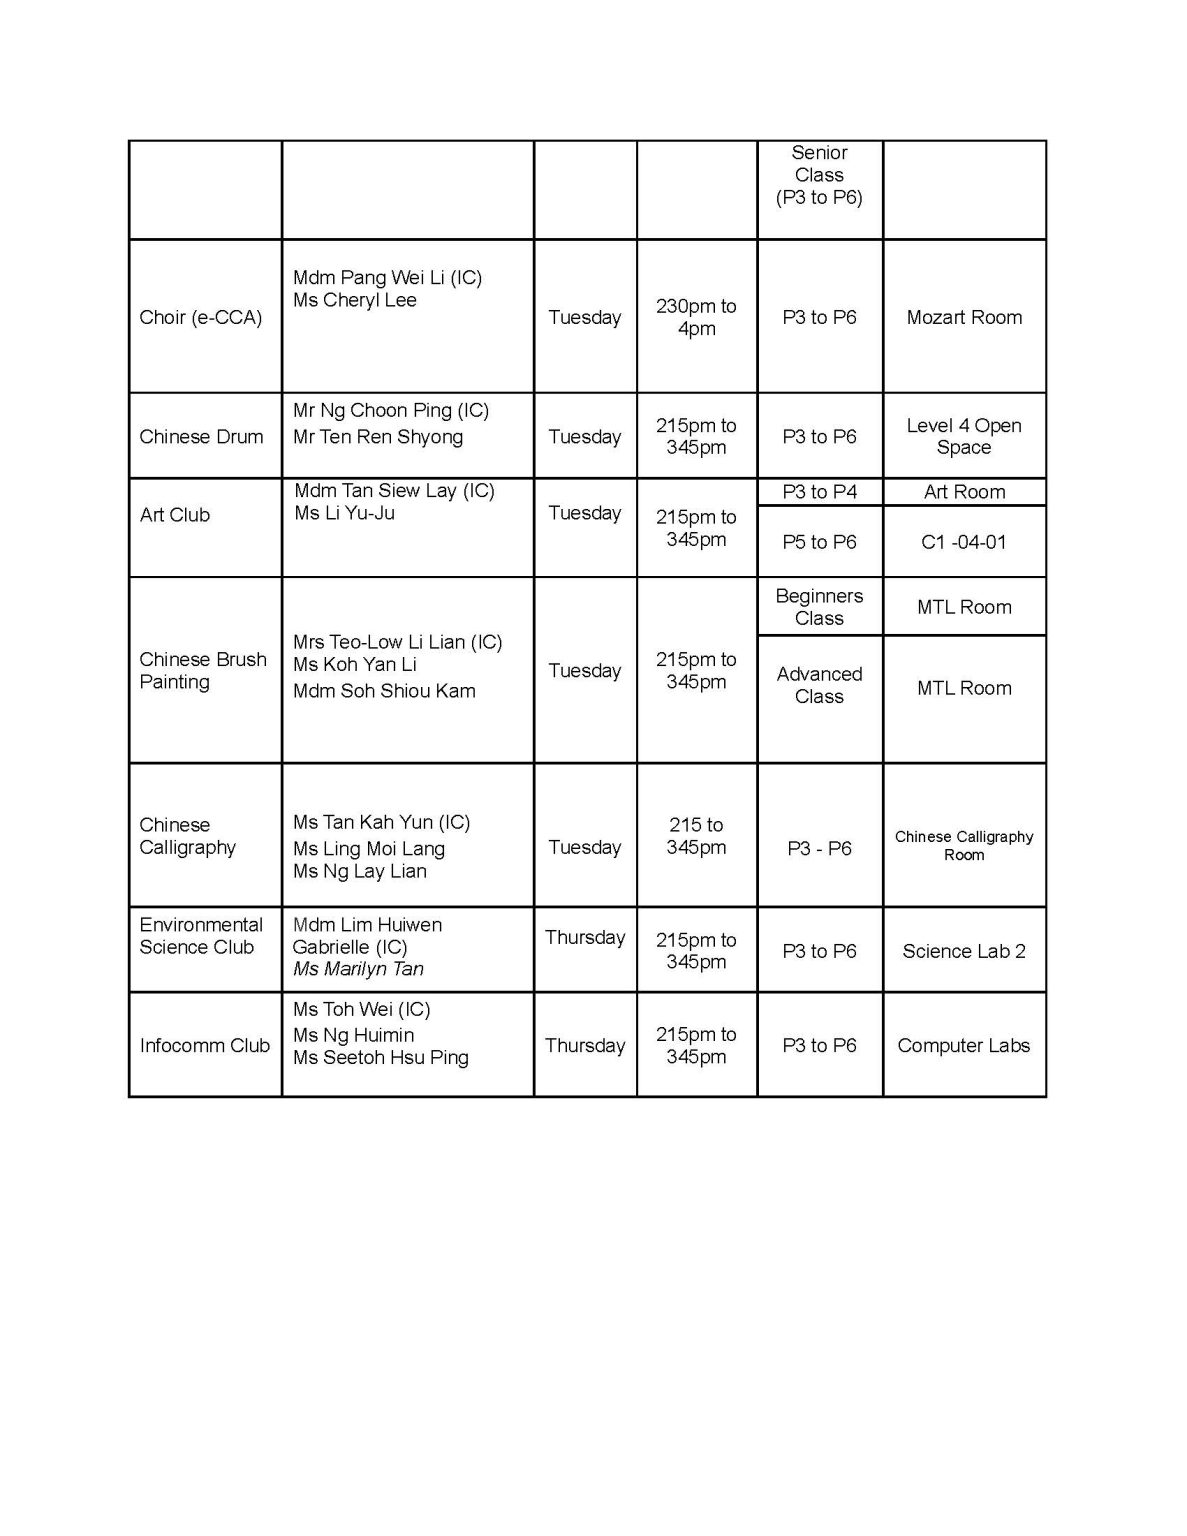 Senior
Class
(P3 to P6)
Choir (e-CCA)
Mdm Pang Wei Li (IC)
Ms Cheryl Lee
Tuesday
230pm to
4pm
P3 to P6
Mozart Room
Chinese Drum
Mr Ng Choon Ping (IC)
Mr Ten Ren Shyong
Tuesday
215pm to
345pm
P3 to P6
Level 4 Open
Space
Art Club
Mdm Tan Siew Lay (IC)
Ms Li Yu-Ju
Tuesday
215pm to
345pm
P3 to P4
Art Room
P5 to P6
C1 -04-01
Chinese Brush
Painting
Mrs Teo-Low Li Lian (IC)
Ms Koh Yan Li
Mdm Soh Shiou Kam
Tuesday
215pm to
345pm
Beginners
Class
MTL Room
Advanced
Class
MTL Room
Chinese
Calligraphy
Ms Tan Kah Yun (IC)
Ms Ling Moi Lang
Ms Ng Lay Lian
Tuesday
215 to
345pm
P3 - P6
Chinese Calligraphy
Room
Environmental
Science Club
Mdm Lim Huiwen
Gabrielle (IC)
Ms Marilyn Tan
Thursday
215pm to
345pm
P3 to P6
Science Lab 2
Infocomm Club
Ms Toh Wei (IC)
Ms Ng Huimin
Ms Seetoh Hsu Ping
Thursday
215pm to
345pm
P3 to P6
Computer Labs